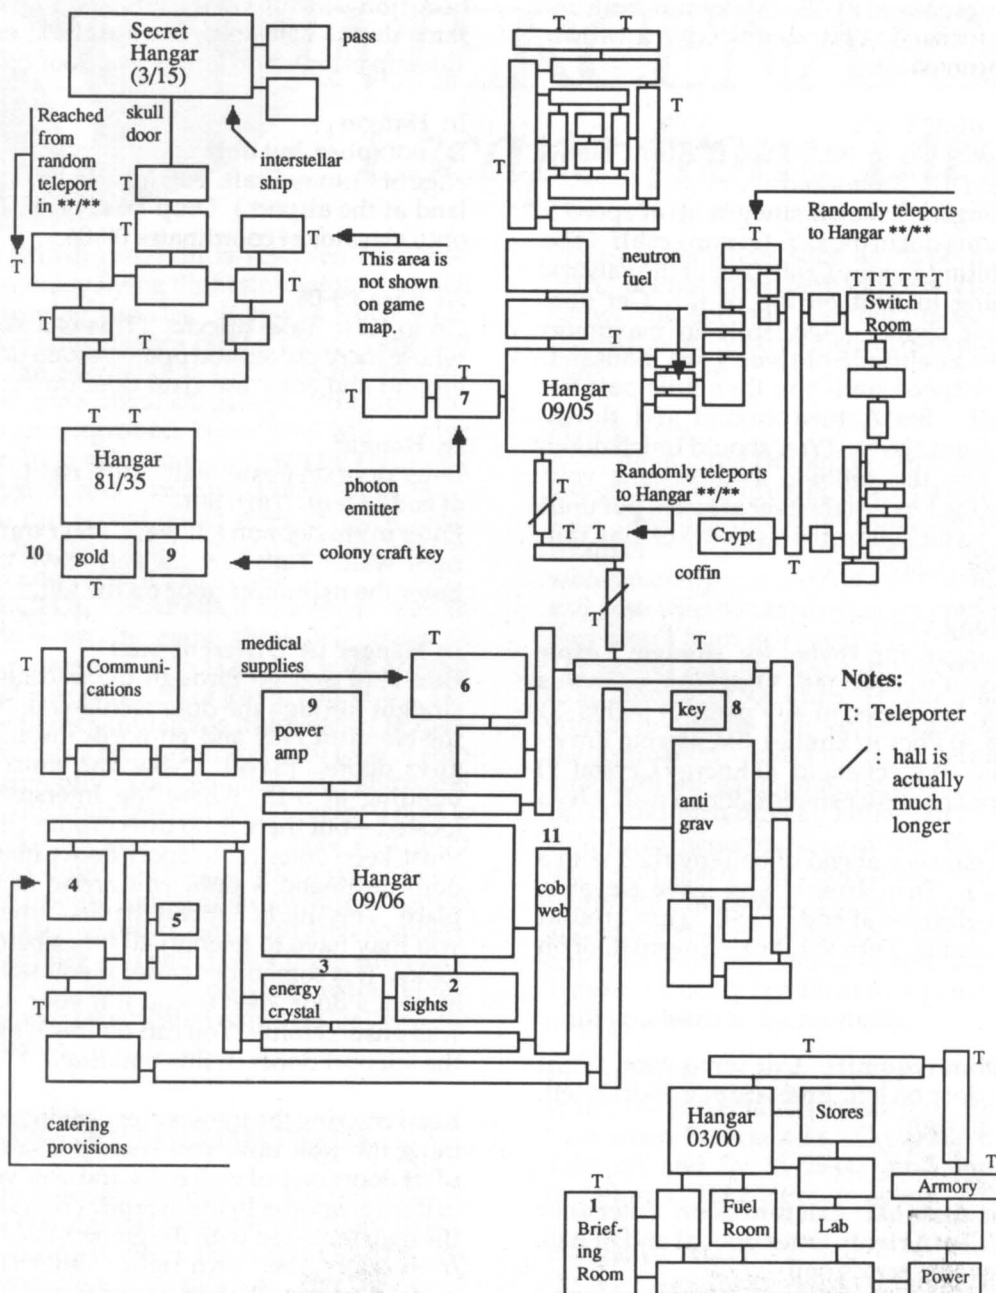 Secret
Hangar
(3/15)
pass
skull
door
Reached
from
random
teleport
in **/**
interstellar
ship
T
T
T
T
T
T
T
This area is
not shown
on game
map.
T
T
T
T
T
neutron
fuel
T
Randomly teleports
to Hangar **/**
T T T T T
Switch
Room
T
T
T
T
7
Hangar
09/05
photon
emitter
T T
Hangar
81/35
10
gold
9
T
colony craft key
Randomly teleports
to Hangar **/**
T
T T
Crypt
coffin
T
T
T
Communi-
cations
medical
supplies
9
power
amp
T
6
T
key
8
anti
grav
Notes:
T: Teleporter
: hall is
actually
much
longer
T
4
5
T
T
Hangar
09/06
11
cob
web
3
energy
crystal
2
sights
catering
provisions
T
Hangar
03/00
Stores
T
Armory
T
1
Brief-
ing
Room
Fuel
Room
Lab
Power